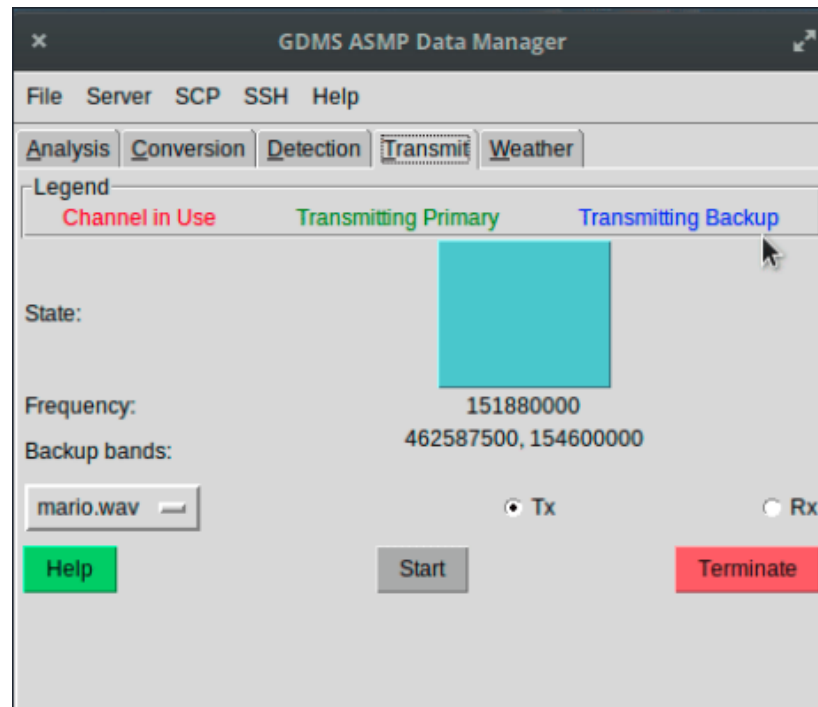 GDMS ASMP Data Manager
File Server SCP SSH Help
Analysis Conversion Detection Transmit Weather
Legend
Channel in Use Transmitting Primary Transmitting Backup
State:
Frequency: 151880000
Backup bands: 462587500, 154600000
mario.wav Tx Rx
Help Start Terminate